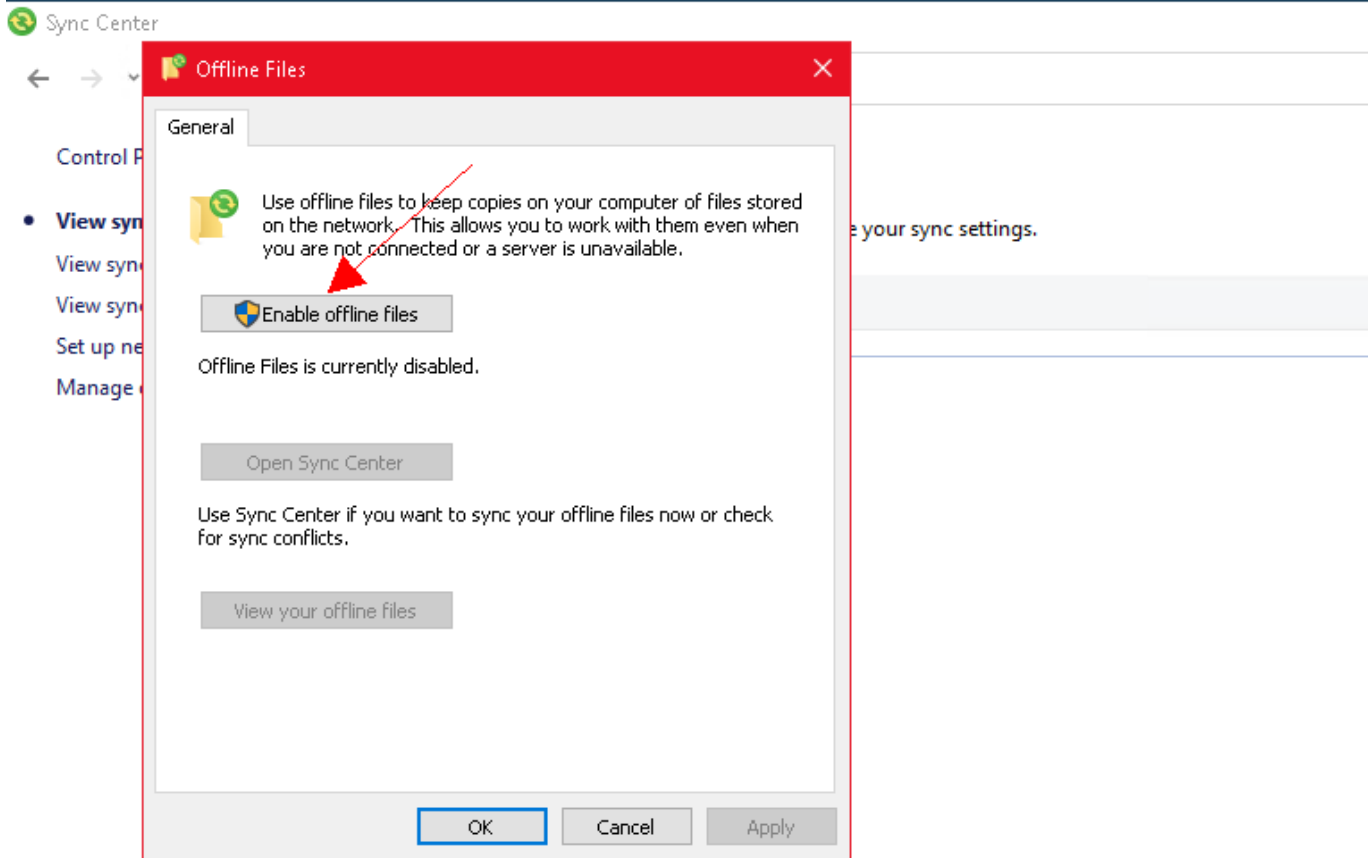 Sync Center
Offline Files
General
Control P
Use offline files to keep copies on your computer of files stored
on the network. This allows you to work with them even when
you are not connected or a server is unavailable.
View syn
e your sync settings.
View syn
View syn
Enable offline files
Set up ne
Offline Files is currently disabled.
Manage
Open Sync Center
Use Sync Center if you want to sync your offline files now or check
for sync conflicts.
View your offline files
OK
Cancel
Apply